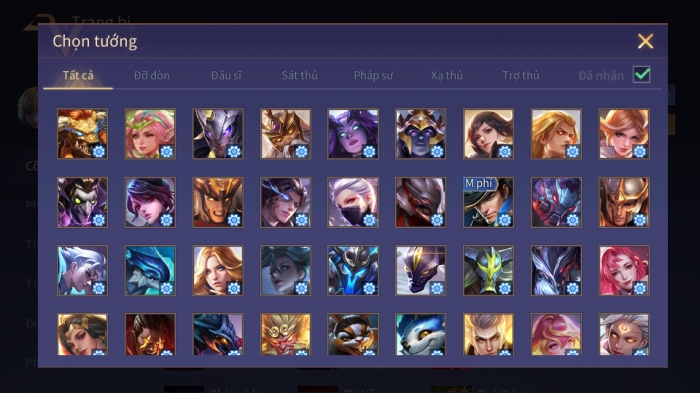 Trang bị
Chọn tướng
Tất cả Đỡ đòn Đấu sĩ Sát thủ Pháp sư Xạ thủ Trợ thủ Đã nhận
M phí